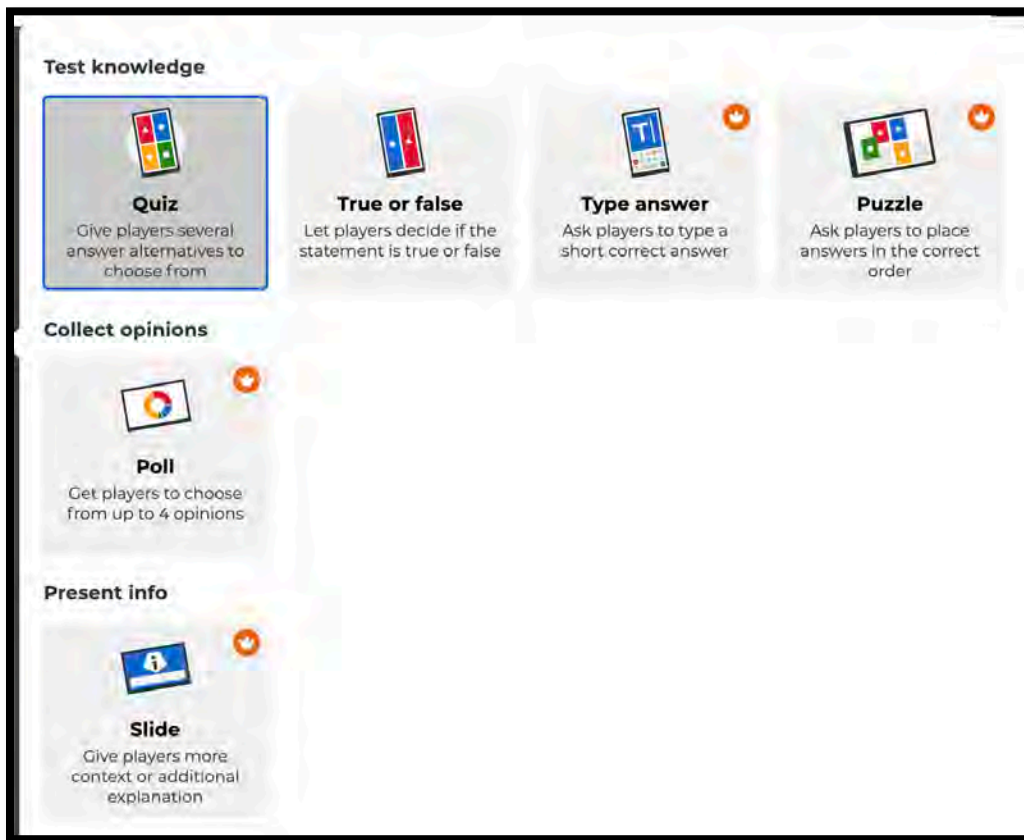 Test knowledge
Quiz
Give players several
answer alternatives to
choose from
True or false
Let players decide if the
statement is true or false
Type answer
Ask players to type a
short correct answer
Puzzle
Ask players to place
answers in the correct
order
Collect opinions
Poll
Get players to choose
from up to 4 opinions
Present info
Slide
Give players more
context or additional
explanation